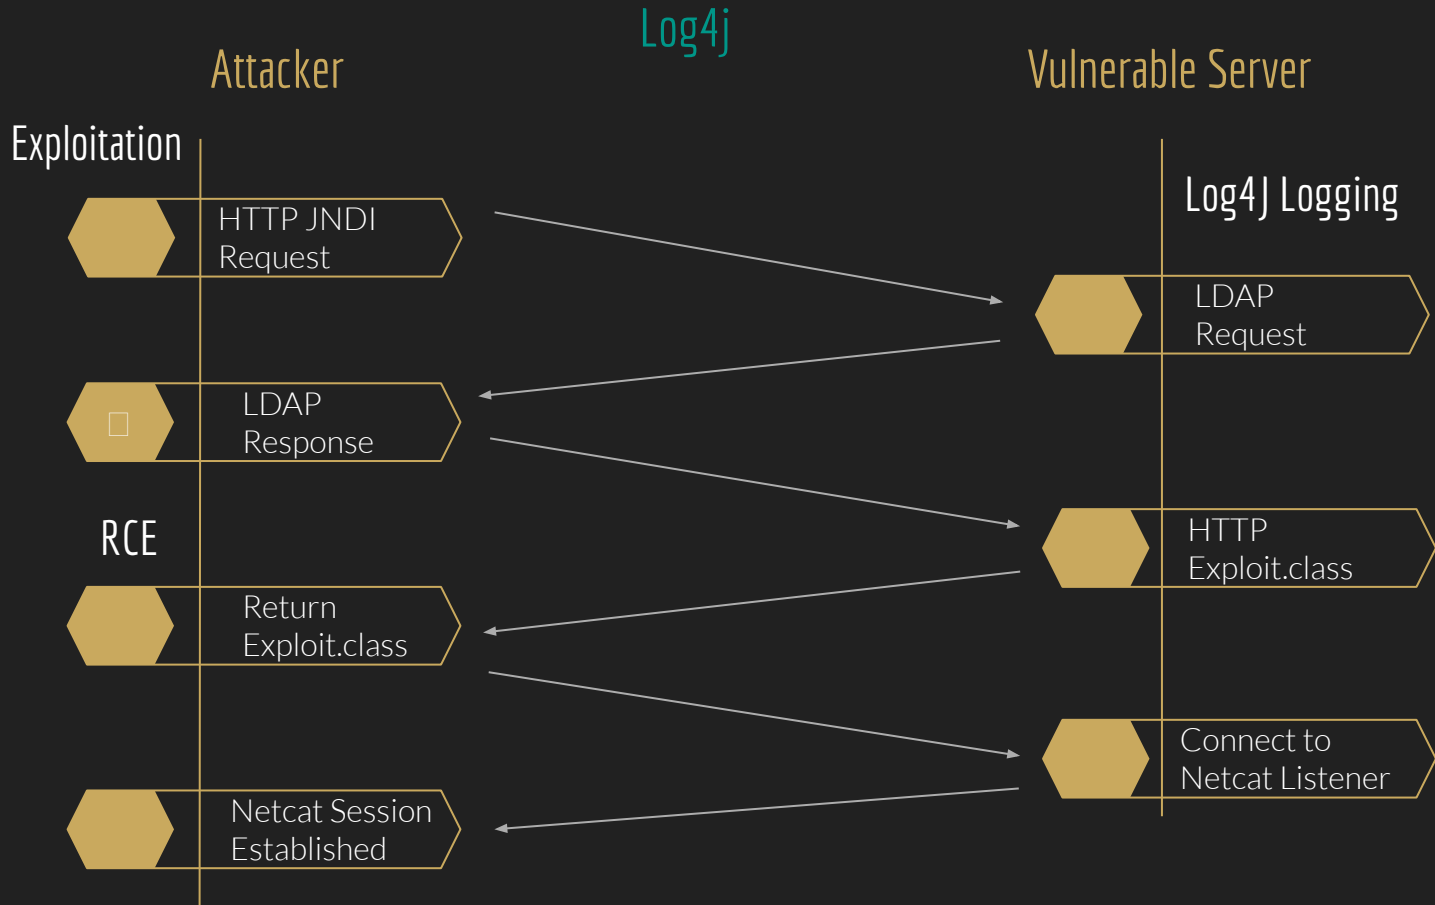 Log4j
Attacker
Vulnerable Server
Exploitation
Log4J Logging
HTTP JNDI
Request
LDAP
Request
LDAP
Response
RCE
HTTP
Exploit.class
Return
Exploit.class
Connect to
Netcat Listener
Netcat Session
Established